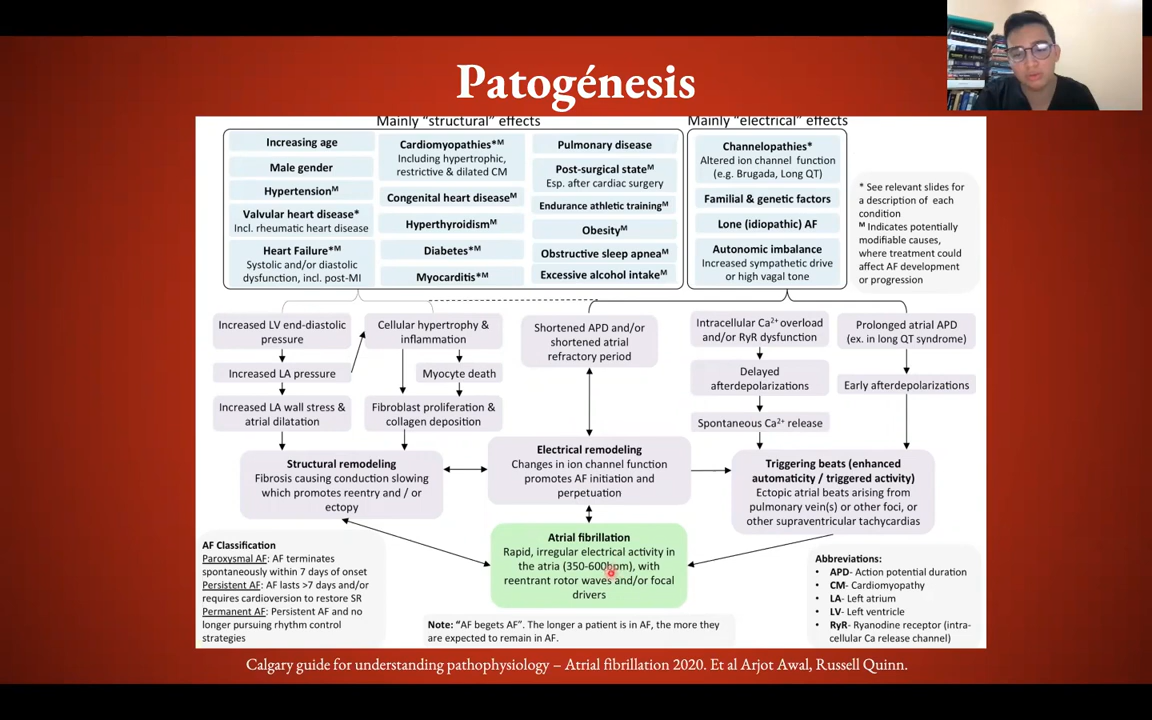 Patogénesis
Mainly “structural” effects
Increasing age
Male gender
Hypertensionᴹ
Valvular heart disease*
Incl. rheumatic heart disease
Heart Failure*ᴹ
Systolic and/or diastolic
dysfunction, incl. post-MI
Cardiomyopathies*ᴹ
Including hypertrophic,
restrictive & dilated CM
Congenital heart diseaseᴹ
Hyperthyroidismᴹ
Diabetes*ᴹ
Myocarditis*ᴹ
Pulmonary disease
Post-surgical stateᴹ
Esp. after cardiac surgery
Endurance athletic trainingᴹ
Obesityᴹ
Obstructive sleep apneaᴹ
Excessive alcohol intakeᴹ
Mainly “electrical” effects
Channelopathies*
Altered ion channel function
(e.g. Brugada, Long QT)
Familial & genetic factors
Lone (idiopathic) AF
Autonomic imbalance
Increased sympathetic drive
or high vagal tone
* See relevant slides for
a description of each
condition
ᴹ Indicates potentially
modifiable causes,
where treatment could
affect AF development
or progression
Increased LV end-diastolic
pressure
Increased LA pressure
Increased LA wall stress &
atrial dilatation
Cellular hypertrophy &
inflammation
Myocyte death
Fibroblast proliferation &
collagen deposition
Shortened APD and/or
shortened atrial
refractory period
Intracellular Ca²⁺ overload
and/or RyR dysfunction
Delayed
afterdepolarizations
Spontaneous Ca²⁺ release
Prolonged atrial APD
(ex. in long QT syndrome)
Early afterdepolarizations
Structural remodeling
Fibrosis causing conduction slowing
which promotes reentry and / or
ectopy
Electrical remodeling
Changes in ion channel function
promotes AF initiation and
perpetuation
Triggering beats (enhanced
automaticity / triggered activity)
Ectopic atrial beats arising from
pulmonary vein(s) or other foci, or
other supraventricular tachycardias
Atrial fibrillation
Rapid, irregular electrical activity in
the atria (350-600bpm), with
reentrant rotor waves and/or focal
drivers
AF Classification
Paroxysmal AF: AF terminates
spontaneously within 7 days of onset
Persistent AF: AF lasts >7 days and/or
requires cardioversion to restore SR
Permanent AF: Persistent AF and no
longer pursuing rhythm control
strategies
Note: “AF begets AF”. The longer a patient is in AF, the more they
are expected to remain in AF.
Abbreviations:
• APD- Action potential duration
• CM- Cardiomyopathy
• LA- Left atrium
• LV- Left ventricle
• RyR- Ryanodine receptor (intra-
cellular Ca release channel)
Calgary guide for understanding pathophysiology – Atrial fibrillation 2020. Et al Arjot Awal, Russell Quinn.